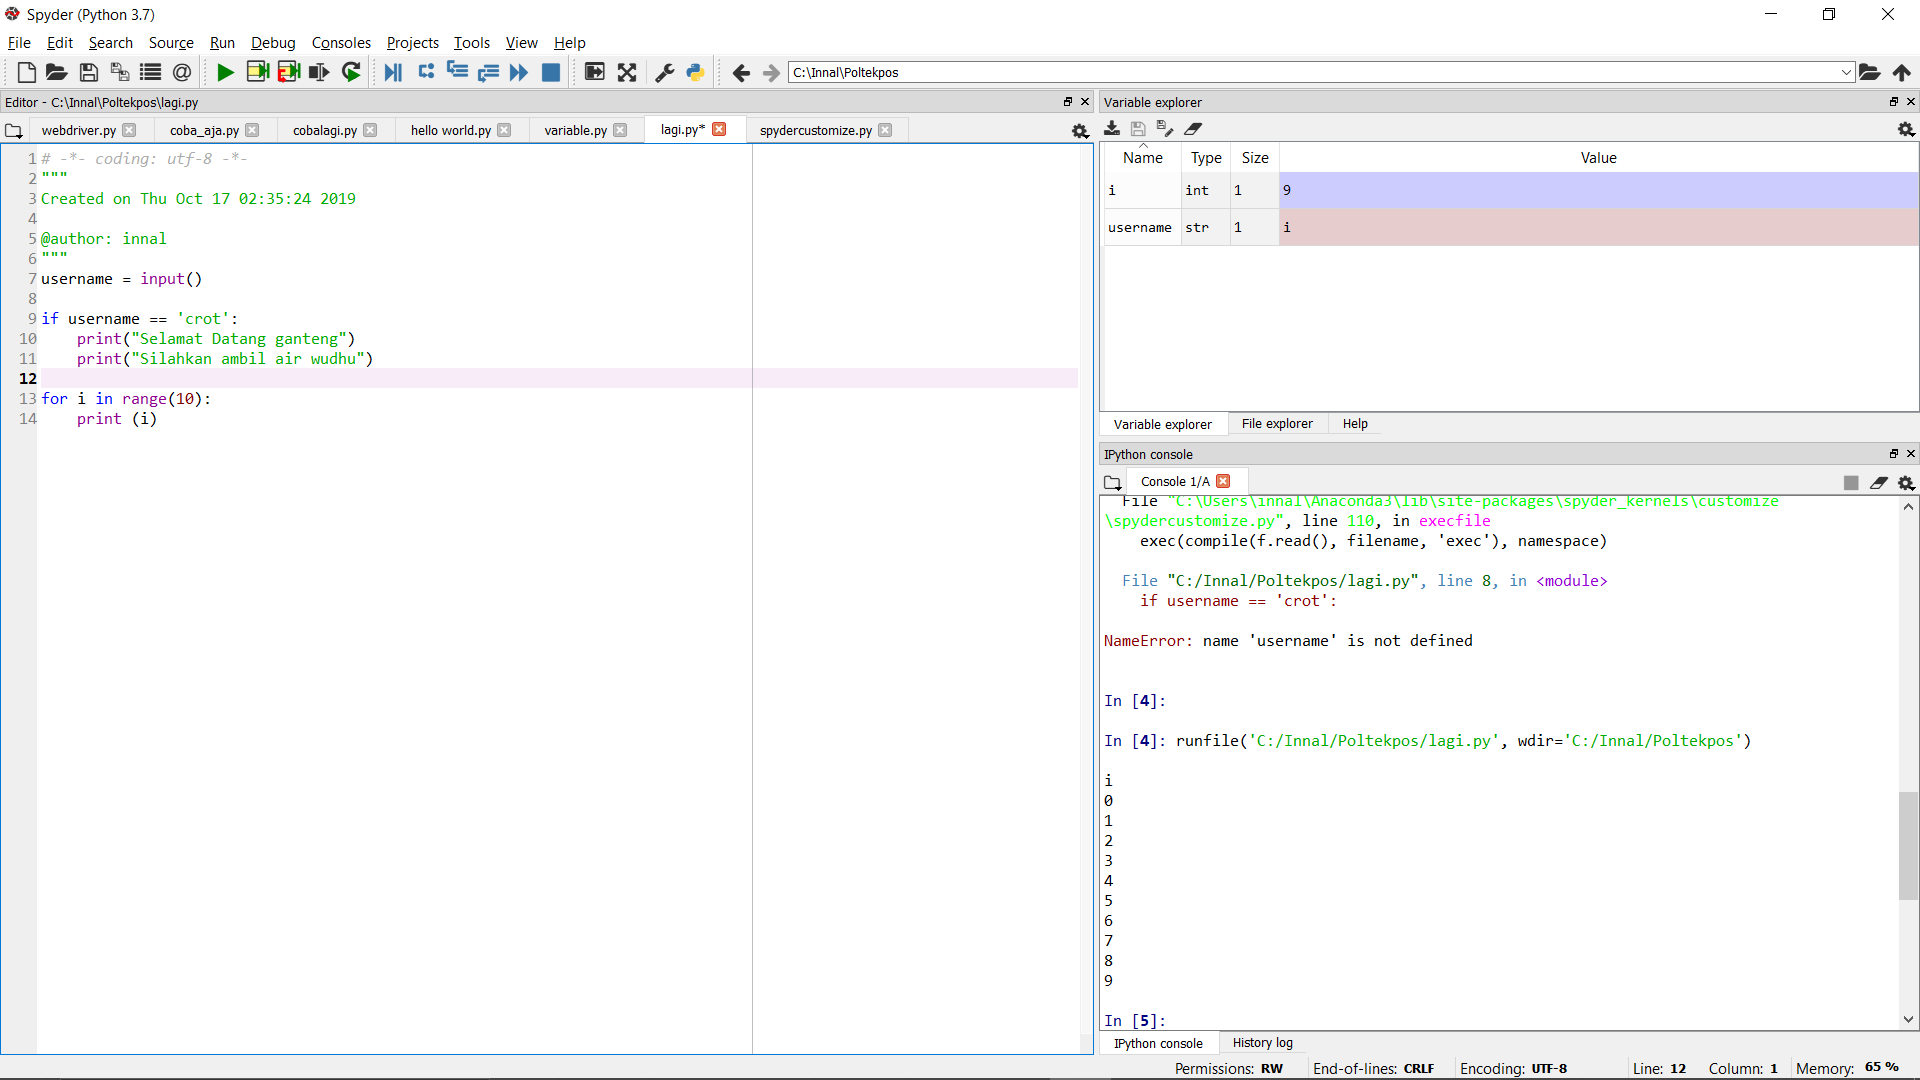 Spyder (Python 3.7)
File Edit Search Source Run Debug Consoles Projects Tools View Help
C:\Innal\Poltekpos
Editor - C:\Innal\Poltekpos\lagi.py
webdriver.py coba_aja.py cobalagi.py hello world.py variable.py lagi.py* spydercustomize.py
1 # -*- coding: utf-8 -*-
2 """
3 Created on Thu Oct 17 02:35:24 2019
4
5 @author: innal
6 """
7 username = input()
8
9 if username == 'crot':
10     print("Selamat Datang ganteng")
11     print("Silahkan ambil air wudhu")
12
13 for i in range(10):
14     print (i)
Variable explorer
Name Type Size Value
i int 1 9
username str 1 i
Variable explorer File explorer Help
IPython console
Console 1/A
File "C:\Users\innal\Anaconda3\lib\site-packages\spyder_kernels\customize
\spydercustomize.py", line 110, in execfile
exec(compile(f.read(), filename, 'exec'), namespace)
File "C:/Innal/Poltekpos/lagi.py", line 8, in <module>
if username == 'crot':
NameError: name 'username' is not defined
In [4]:
In [4]: runfile('C:/Innal/Poltekpos/lagi.py', wdir='C:/Innal/Poltekpos')
i
0
1
2
3
4
5
6
7
8
9
In [5]:
IPython console History log
Permissions: RW End-of-lines: CRLF Encoding: UTF-8 Line: 12 Column: 1 Memory: 65 %